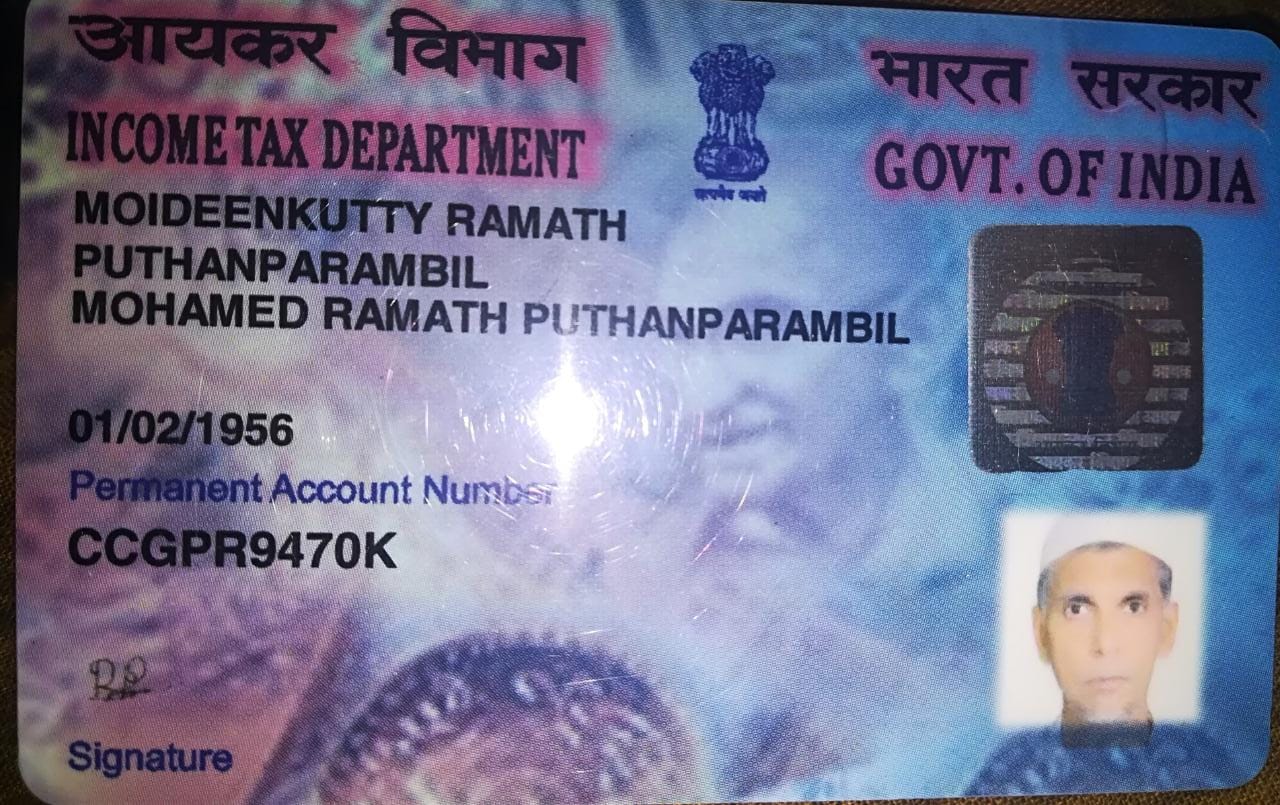 आयकर विभाग
भारत सरकार
INCOME TAX DEPARTMENT
GOVT. OF INDIA
सत्यमेव जयते
MOIDEENKUTTY RAMATH
PUTHANPARAMBIL
MOHAMED RAMATH PUTHANPARAMBIL
01/02/1956
Permanent Account Number
CCGPR9470K
Signature